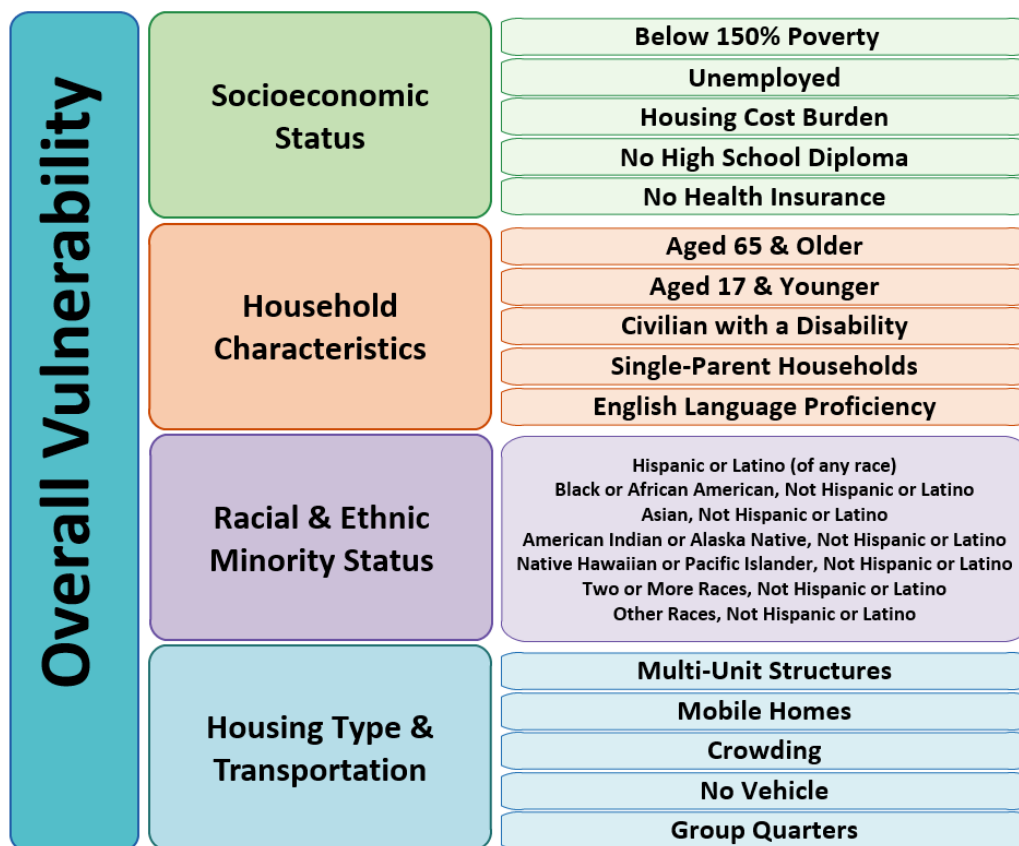 Overall Vulnerability
Socioeconomic
Status
Below 150% Poverty
Unemployed
Housing Cost Burden
No High School Diploma
No Health Insurance
Household
Characteristics
Aged 65 & Older
Aged 17 & Younger
Civilian with a Disability
Single-Parent Households
English Language Proficiency
Racial & Ethnic
Minority Status
Hispanic or Latino (of any race)
Black or African American, Not Hispanic or Latino
Asian, Not Hispanic or Latino
American Indian or Alaska Native, Not Hispanic or Latino
Native Hawaiian or Pacific Islander, Not Hispanic or Latino
Two or More Races, Not Hispanic or Latino
Other Races, Not Hispanic or Latino
Housing Type &
Transportation
Multi-Unit Structures
Mobile Homes
Crowding
No Vehicle
Group Quarters